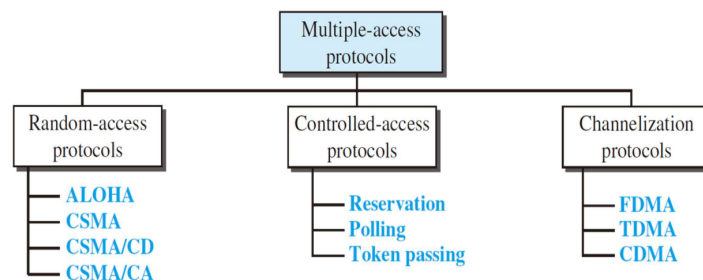 Multiple-access
protocols
Random-access
protocols
Controlled-access
protocols
Channelization
protocols
ALOHA
CSMA
CSMA/CD
CSMA/CA
Reservation
Polling
Token passing
FDMA
TDMA
CDMA